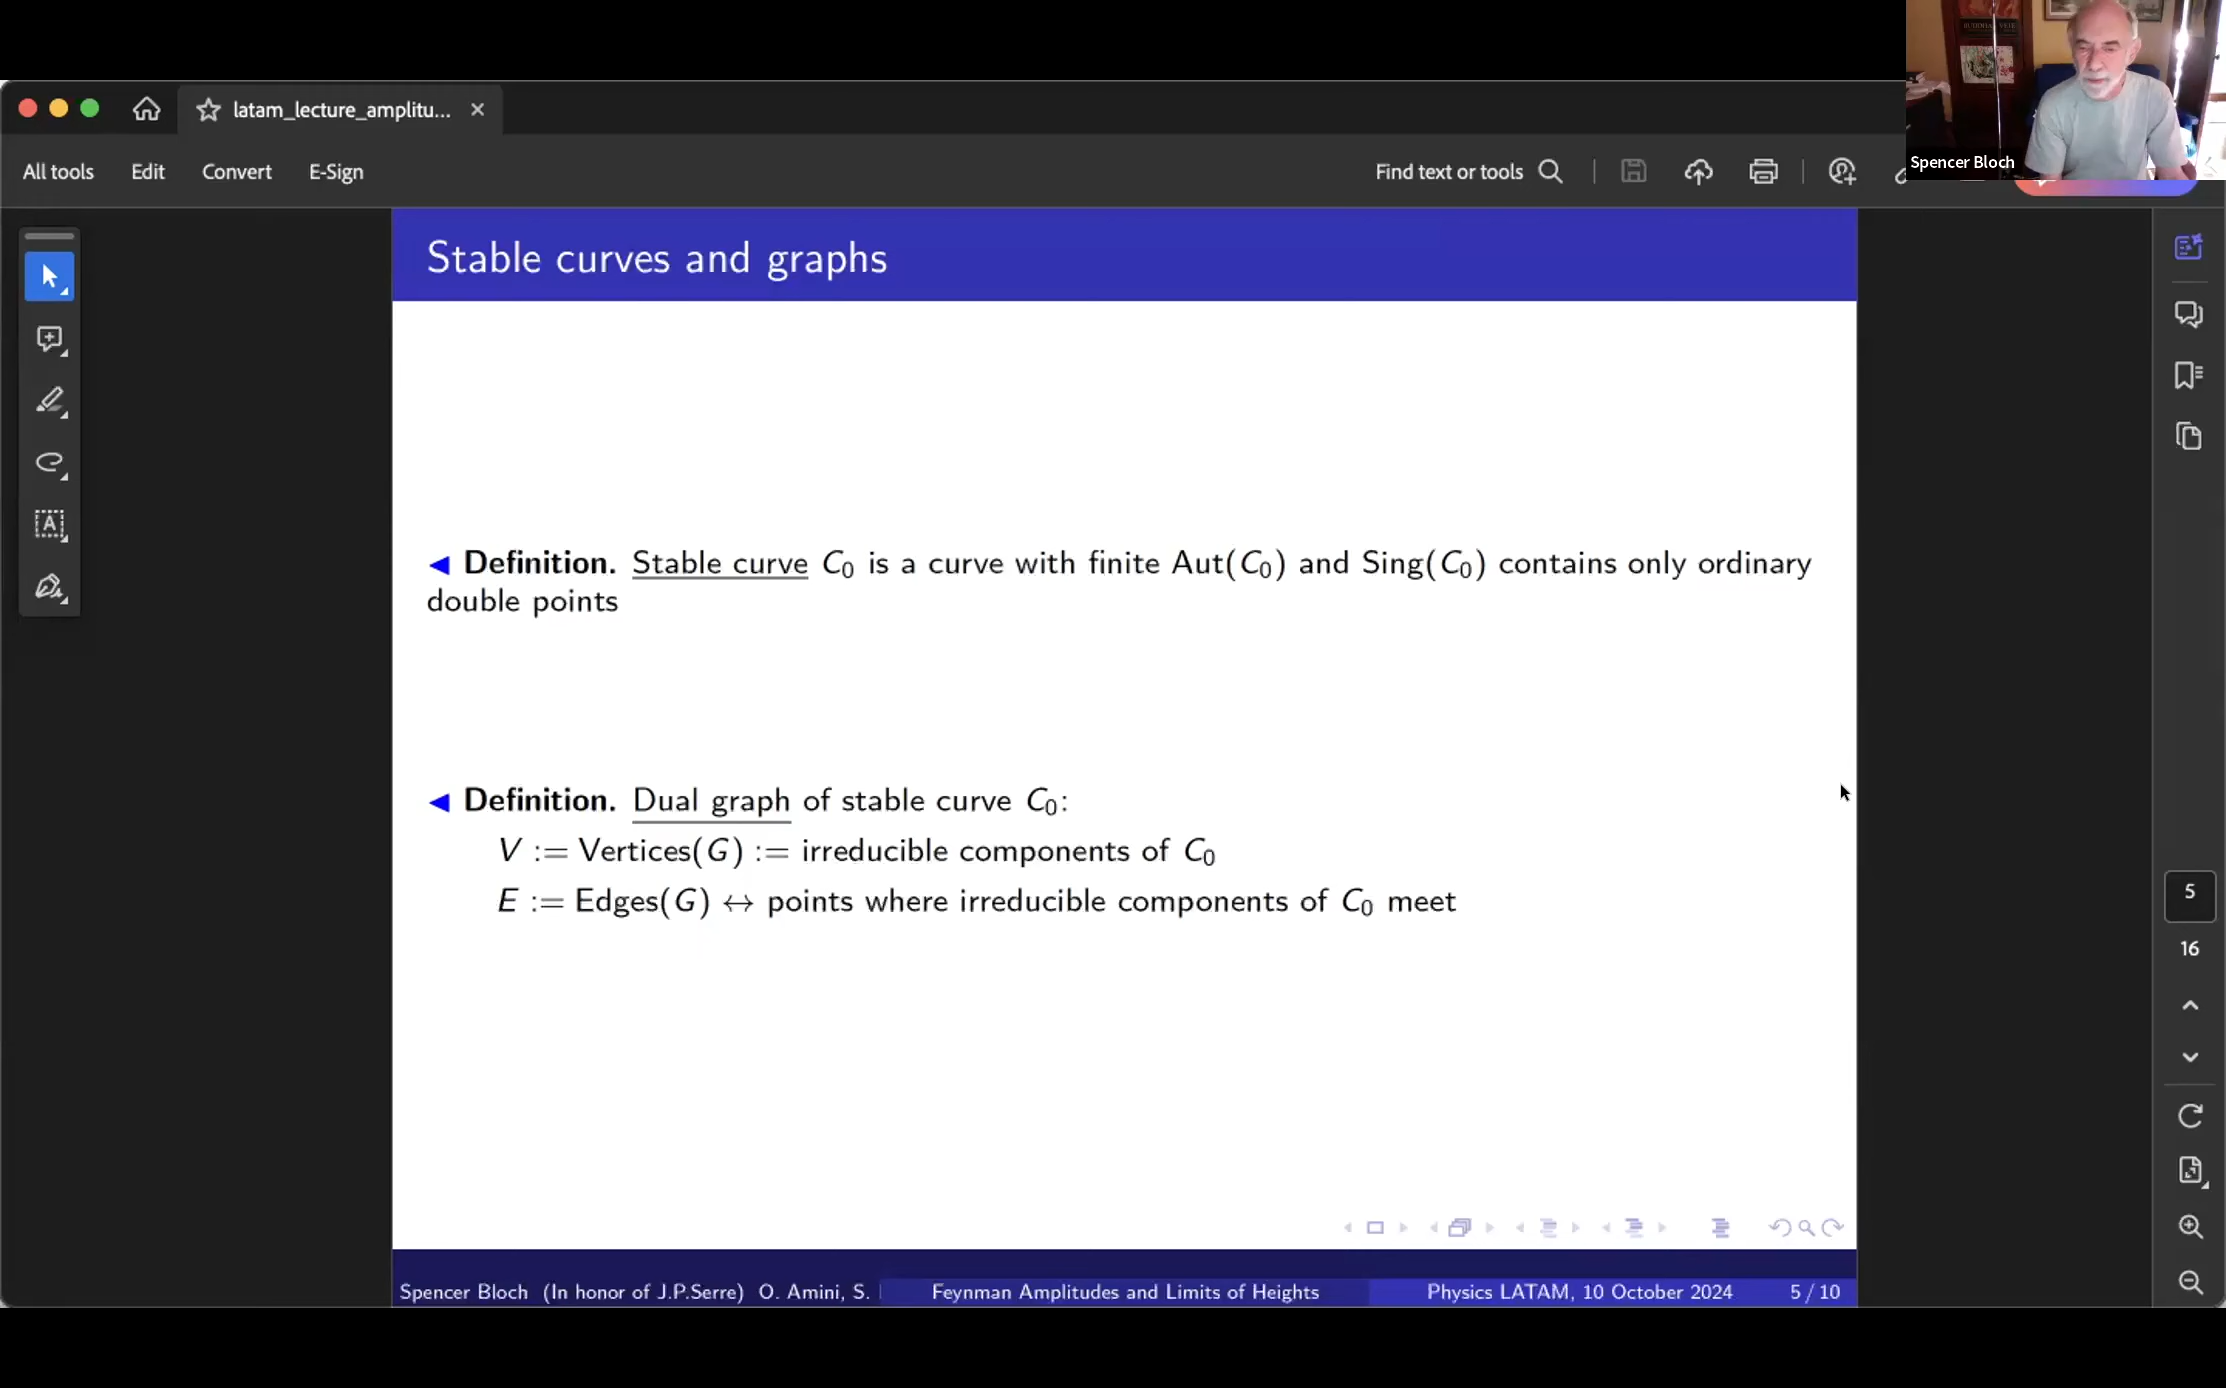 latam_lecture_amplitu...
All tools
Edit
Convert
E-Sign
Find text or tools
Spencer Bloch
Stable curves and graphs
◀ Definition. Stable curve C₀ is a curve with finite Aut(C₀) and Sing(C₀) contains only ordinary
double points
◀ Definition. Dual graph of stable curve C₀:
V := Vertices(G) := irreducible components of C₀
E := Edges(G) ↔ points where irreducible components of C₀ meet
5
16
Spencer Bloch (In honor of J.P.Serre) O. Amini, S.
Feynman Amplitudes and Limits of Heights
Physics LATAM, 10 October 2024
5 / 10